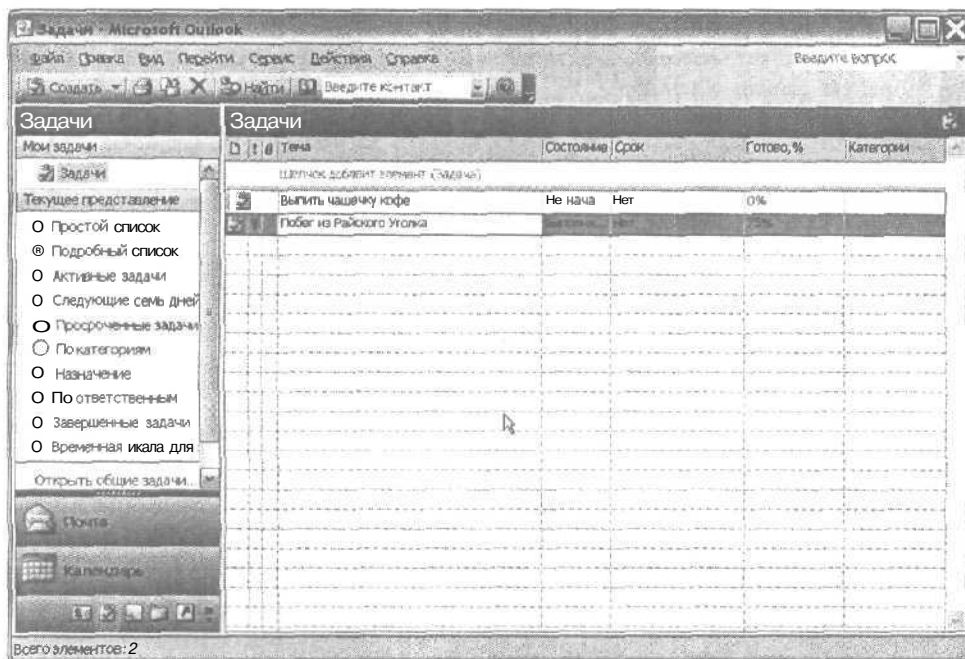 Задачи - Microsoft Outlook
Файл Правка Вид Перейти Сервис Действия Справка Введите вопрос
Создать Найти Введите контакт
Задачи
Мои задачи
Задачи
Текущее представление
О Простой список
® Подробный список
О Активные задачи
О Следующие семь дней
О Просроченные задачи
По категориям
О Назначение
О По ответственным
О Завершенные задачи
О Временная икала для
Открыть общие задачи...
Почта
Календарь
Задачи
Тема Состояние Срок Готово, % Категории
Щелчок добавит элемент (Задача)
Выпить чашечку кофе Не нача Нет 0%
Побег из Райского Уголка Нет 75%
Всего элементов: 2